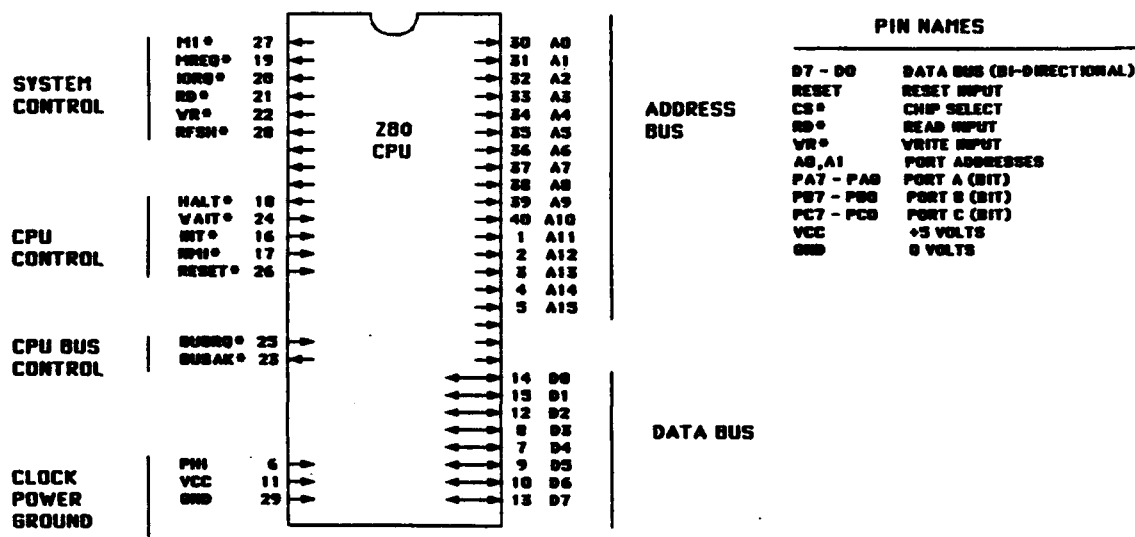 SYSTEM
CONTROL
M1* 27
MREQ* 19
IORQ* 20
RD* 21
WR* 22
RFSH* 28
CPU
CONTROL
HALT* 18
WAIT* 24
INT* 16
NMI* 17
RESET* 26
CPU BUS
CONTROL
BUSRQ* 25
BUSAK* 23
CLOCK
POWER
GROUND
PHI 6
VCC 11
GND 29
Z80
CPU
30 A0
31 A1
32 A2
33 A3
34 A4
35 A5
36 A6
37 A7
38 A8
39 A9
40 A10
1 A11
2 A12
3 A13
4 A14
5 A15
ADDRESS
BUS
14 D0
15 D1
12 D2
8 D3
7 D4
9 D5
10 D6
13 D7
DATA BUS
PIN NAMES
D7 - D0 DATA BUS (BI-DIRECTIONAL)
RESET RESET INPUT
CS* CHIP SELECT
RD* READ INPUT
WR* WRITE INPUT
A0,A1 PORT ADDRESSES
PA7 - PA0 PORT A (BIT)
PB7 - PB0 PORT B (BIT)
PC7 - PC0 PORT C (BIT)
VCC +5 VOLTS
GND 0 VOLTS